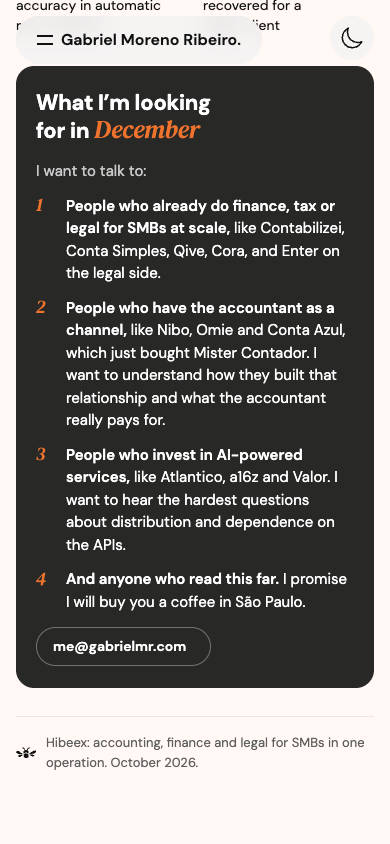 accuracy in automatic
recovered for a
Gabriel Moreno Ribeiro.
What I’m looking
for in December
I want to talk to:
1 People who already do finance, tax or
legal for SMBs at scale, like Contabilizei,
Conta Simples, Qive, Cora, and Enter on
the legal side.
2 People who have the accountant as a
channel, like Nibo, Omie and Conta Azul,
which just bought Mister Contador. I
want to understand how they built that
relationship and what the accountant
really pays for.
3 People who invest in AI-powered
services, like Atlantico, a16z and Valor. I
want to hear the hardest questions
about distribution and dependence on
the APIs.
4 And anyone who read this far. I promise
I will buy you a coffee in São Paulo.
me@gabrielmr.com
Hibeex: accounting, finance and legal for SMBs in one
operation. October 2026.